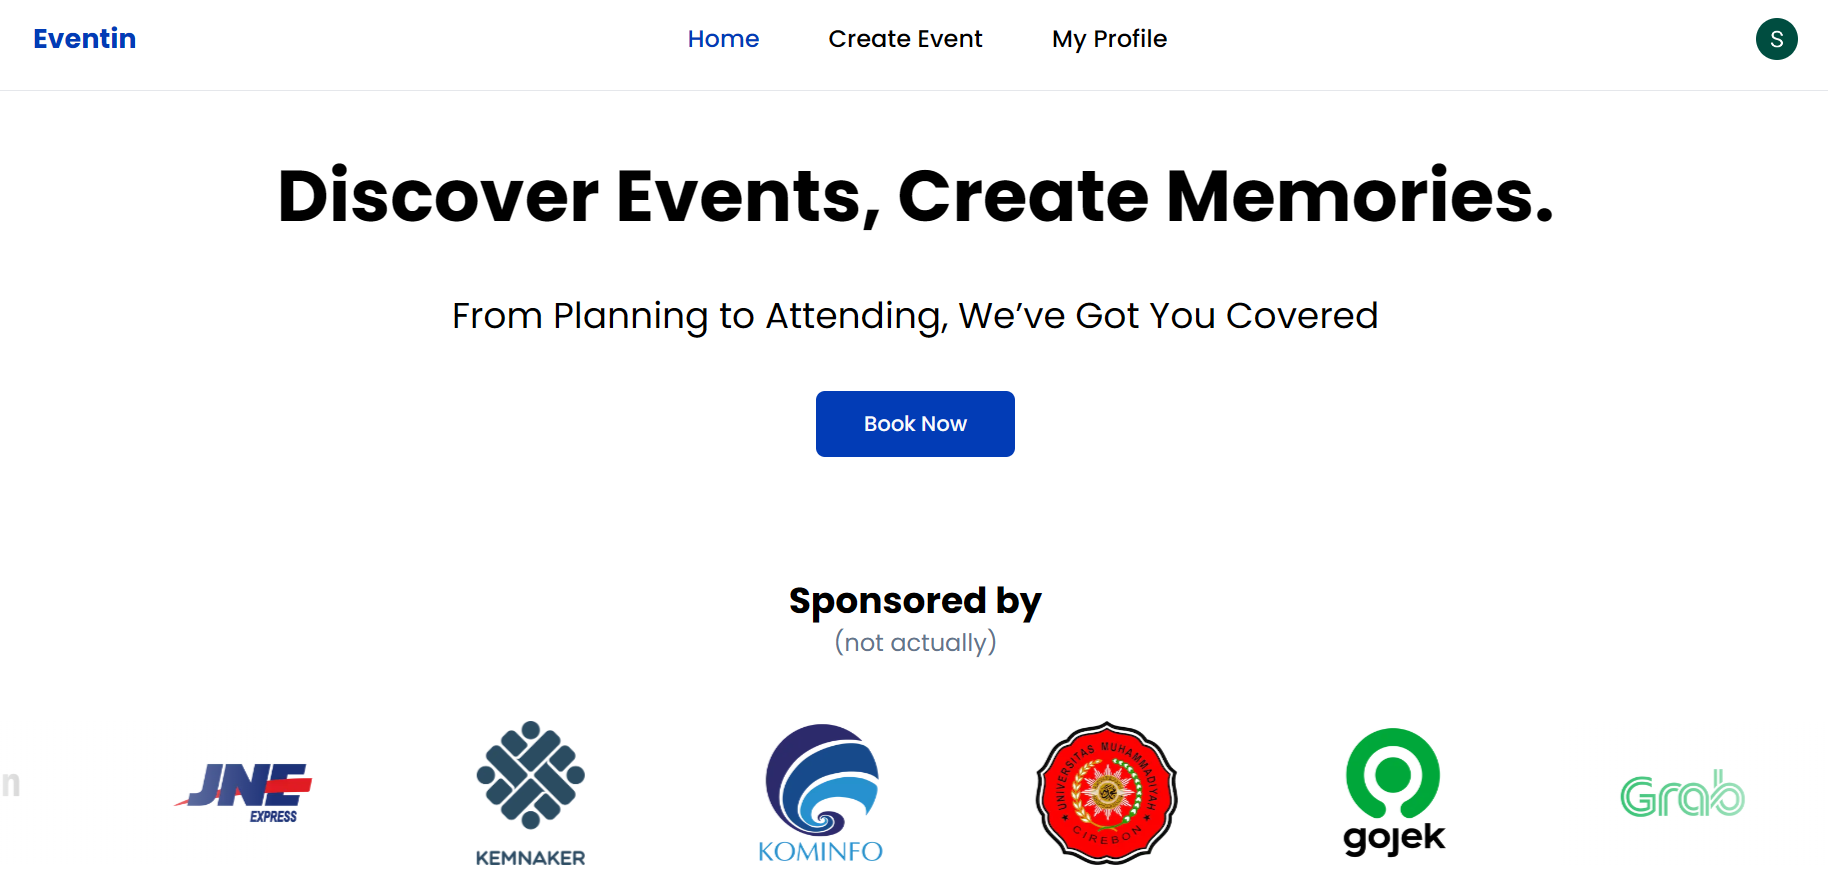 Eventin
Home
Create Event
My Profile
S
Discover Events, Create Memories.
From Planning to Attending, We’ve Got You Covered
Book Now
Sponsored by
(not actually)
n
JNE
EXPRESS
KEMNAKER
KOMINFO
UNIVERSITAS MUHAMMADIYAH
CIREBON
gojek
Grab